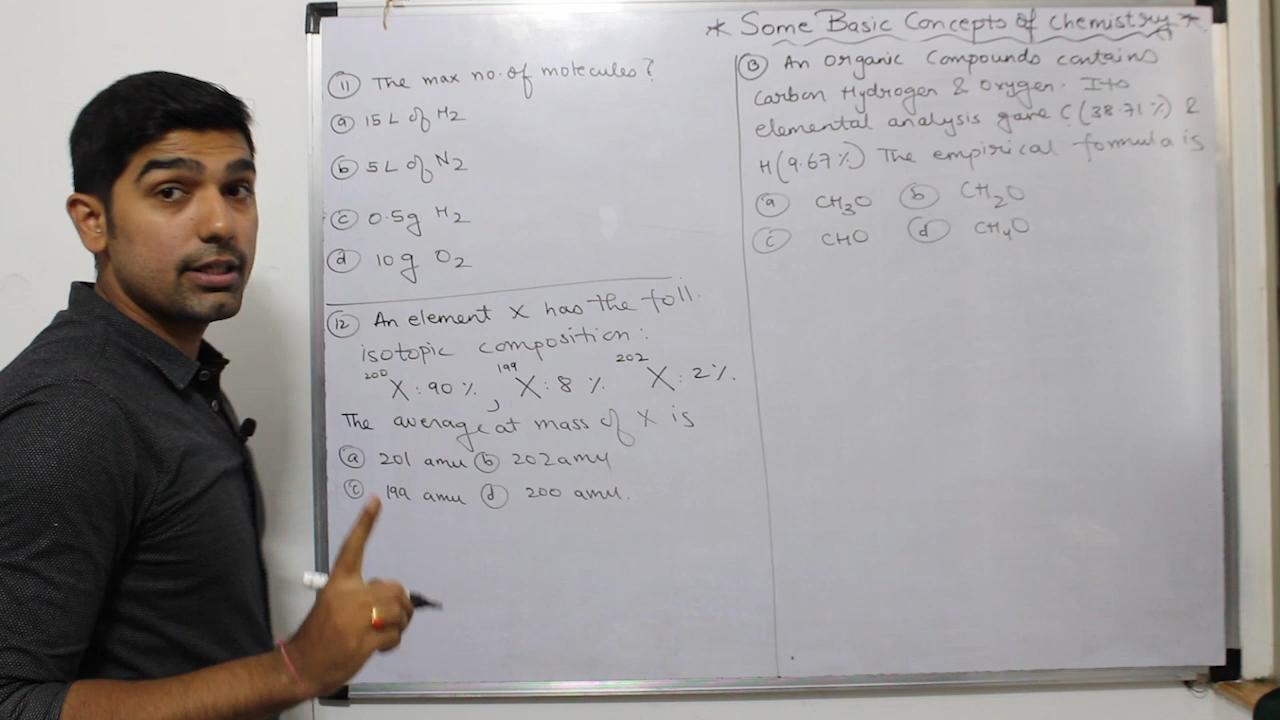 * Some Basic Concepts of Chemistry *
11 The max no. of molecules?
a 15 L of H2
b 5 L of N2
c 0.5g H2
d 10 g O2
12 An element X has the foll.
isotopic composition:
200X: 90 %, 199X: 8 % 202X: 2 %.
The average at mass of X is
a 201 amu b 202 amu
c 199 amu d 200 amu.
13 An organic compounds contains
carbon Hydrogen & oxygen. Its
elemental analysis gave C (38.71 %) &
H (9.67 %) The empirical formula is
a CH3O b CH2O
c CHO d CH4O